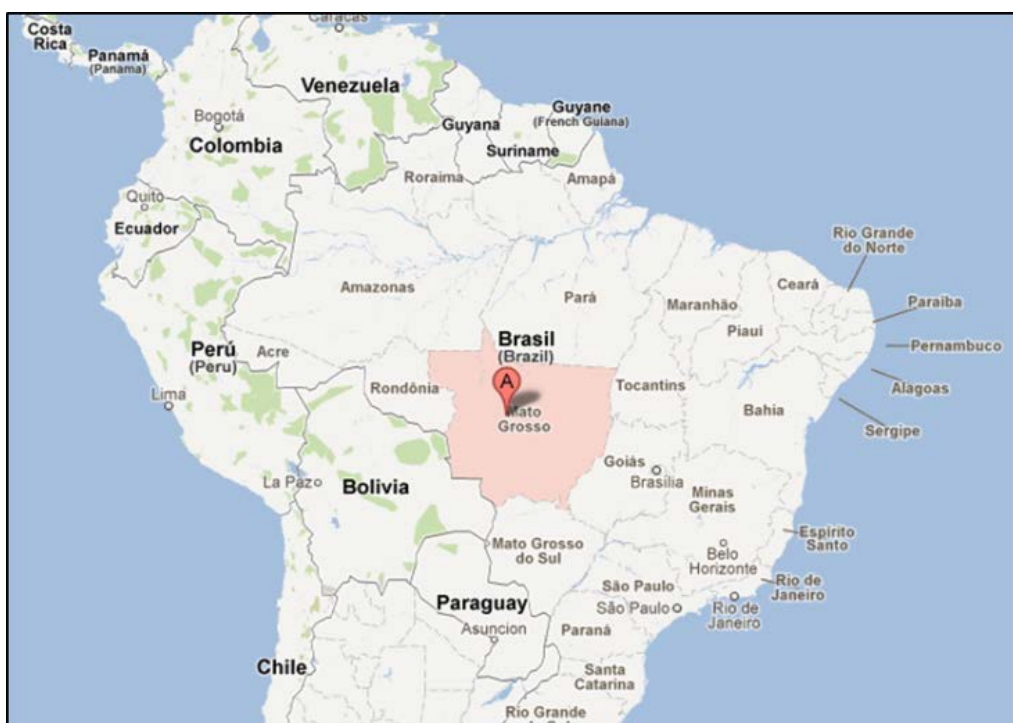 Caracas
Costa
Rica
Panamá
(Panama)
Venezuela
Bogotá
Colombia
Guyana
Guyane
(French Guiana)
Suriname
Roraima
Amapá
Quito
Ecuador
Rio Grande
do Norte
Amazonas
Pará
Maranhão
Ceará
Paraíba
Piauí
Brasil
(Brazil)
Pernambuco
Perú
(Peru)
Acre
Rondônia
Tocantins
Alagoas
A
Lima
Mato
Grosso
Bahia
Sergipe
La Paz
Bolivia
Goiás
Brasília
Minas
Gerais
Espírito
Santo
Mato Grosso
do Sul
Belo
Horizonte
Rio de
Janeiro
São Paulo
São Paulo
Rio de
Janeiro
Paraguay
Asuncion
Paraná
Chile
Santa
Catarina
Rio Grande